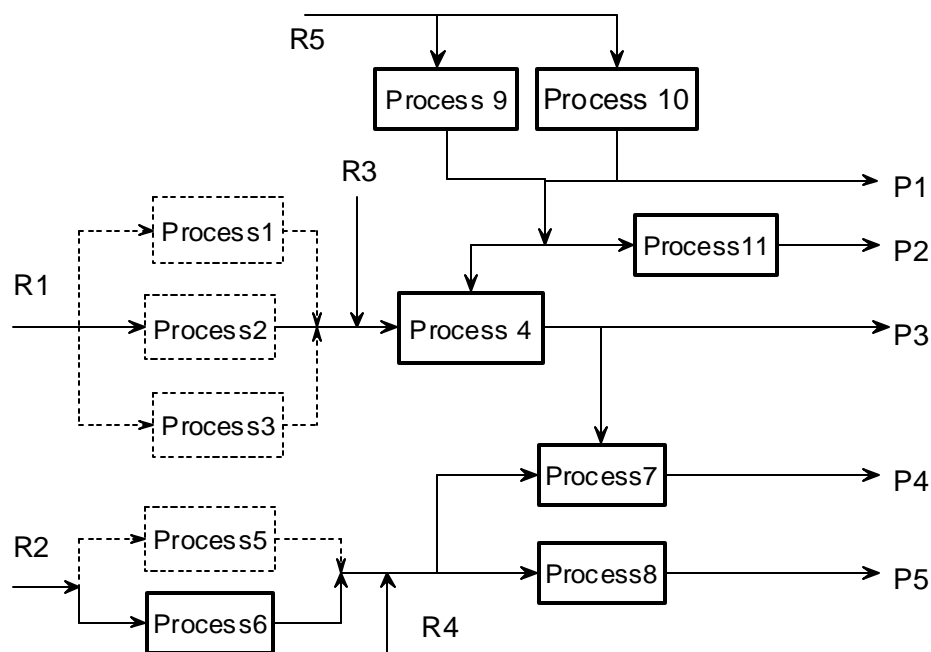 R5
Process 9
Process 10
R3
P1
Process1
Process11
P2
R1
Process2
Process 4
P3
Process3
Process7
P4
R2
Process5
Process8
P5
Process6
R4